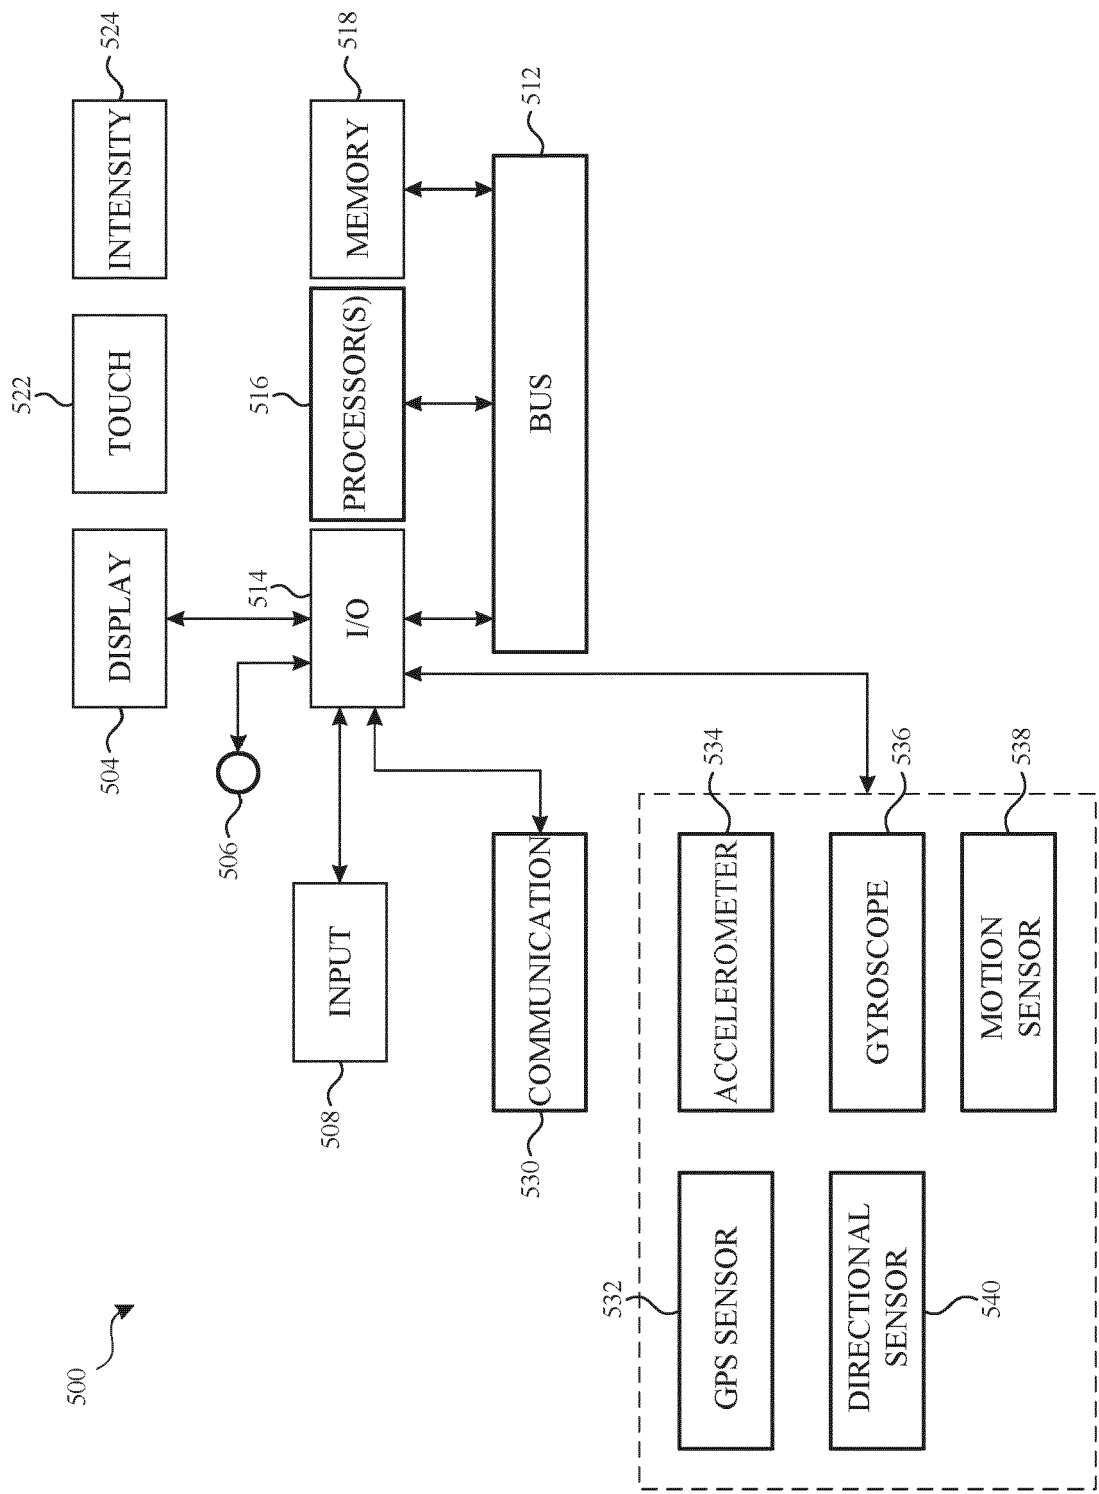 500
504
DISPLAY
522
TOUCH
524
INTENSITY
506
508
INPUT
514
I/O
516
PROCESSOR(S)
518
MEMORY
530
COMMUNICATION
512
BUS
532
GPS SENSOR
534
ACCELEROMETER
DIRECTIONAL
SENSOR
540
536
GYROSCOPE
538
MOTION
SENSOR